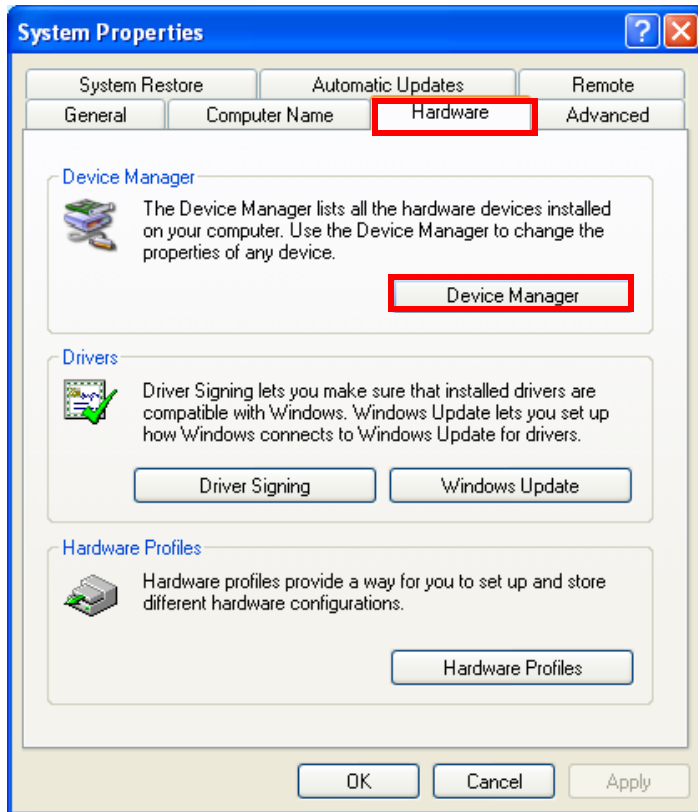 System Properties
System Restore
Automatic Updates
Remote
General
Computer Name
Hardware
Advanced
Device Manager
The Device Manager lists all the hardware devices installed
on your computer. Use the Device Manager to change the
properties of any device.
Device Manager
Drivers
Driver Signing lets you make sure that installed drivers are
compatible with Windows. Windows Update lets you set up
how Windows connects to Windows Update for drivers.
Driver Signing
Windows Update
Hardware Profiles
Hardware profiles provide a way for you to set up and store
different hardware configurations.
Hardware Profiles
OK
Cancel
Apply